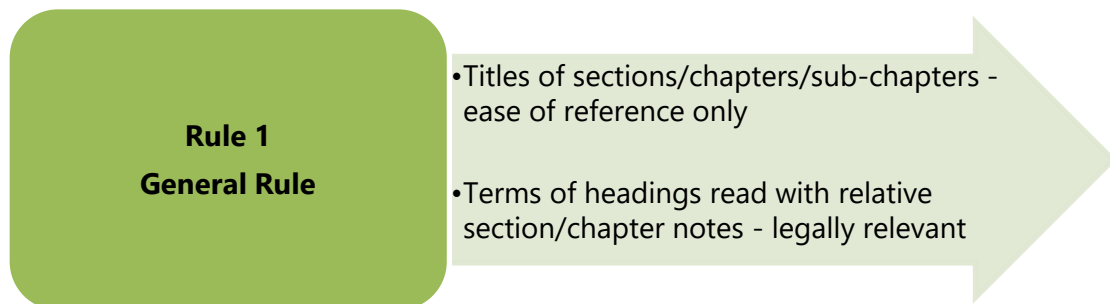 Rule 1
General Rule
•Titles of sections/chapters/sub-chapters -
ease of reference only
•Terms of headings read with relative
section/chapter notes - legally relevant